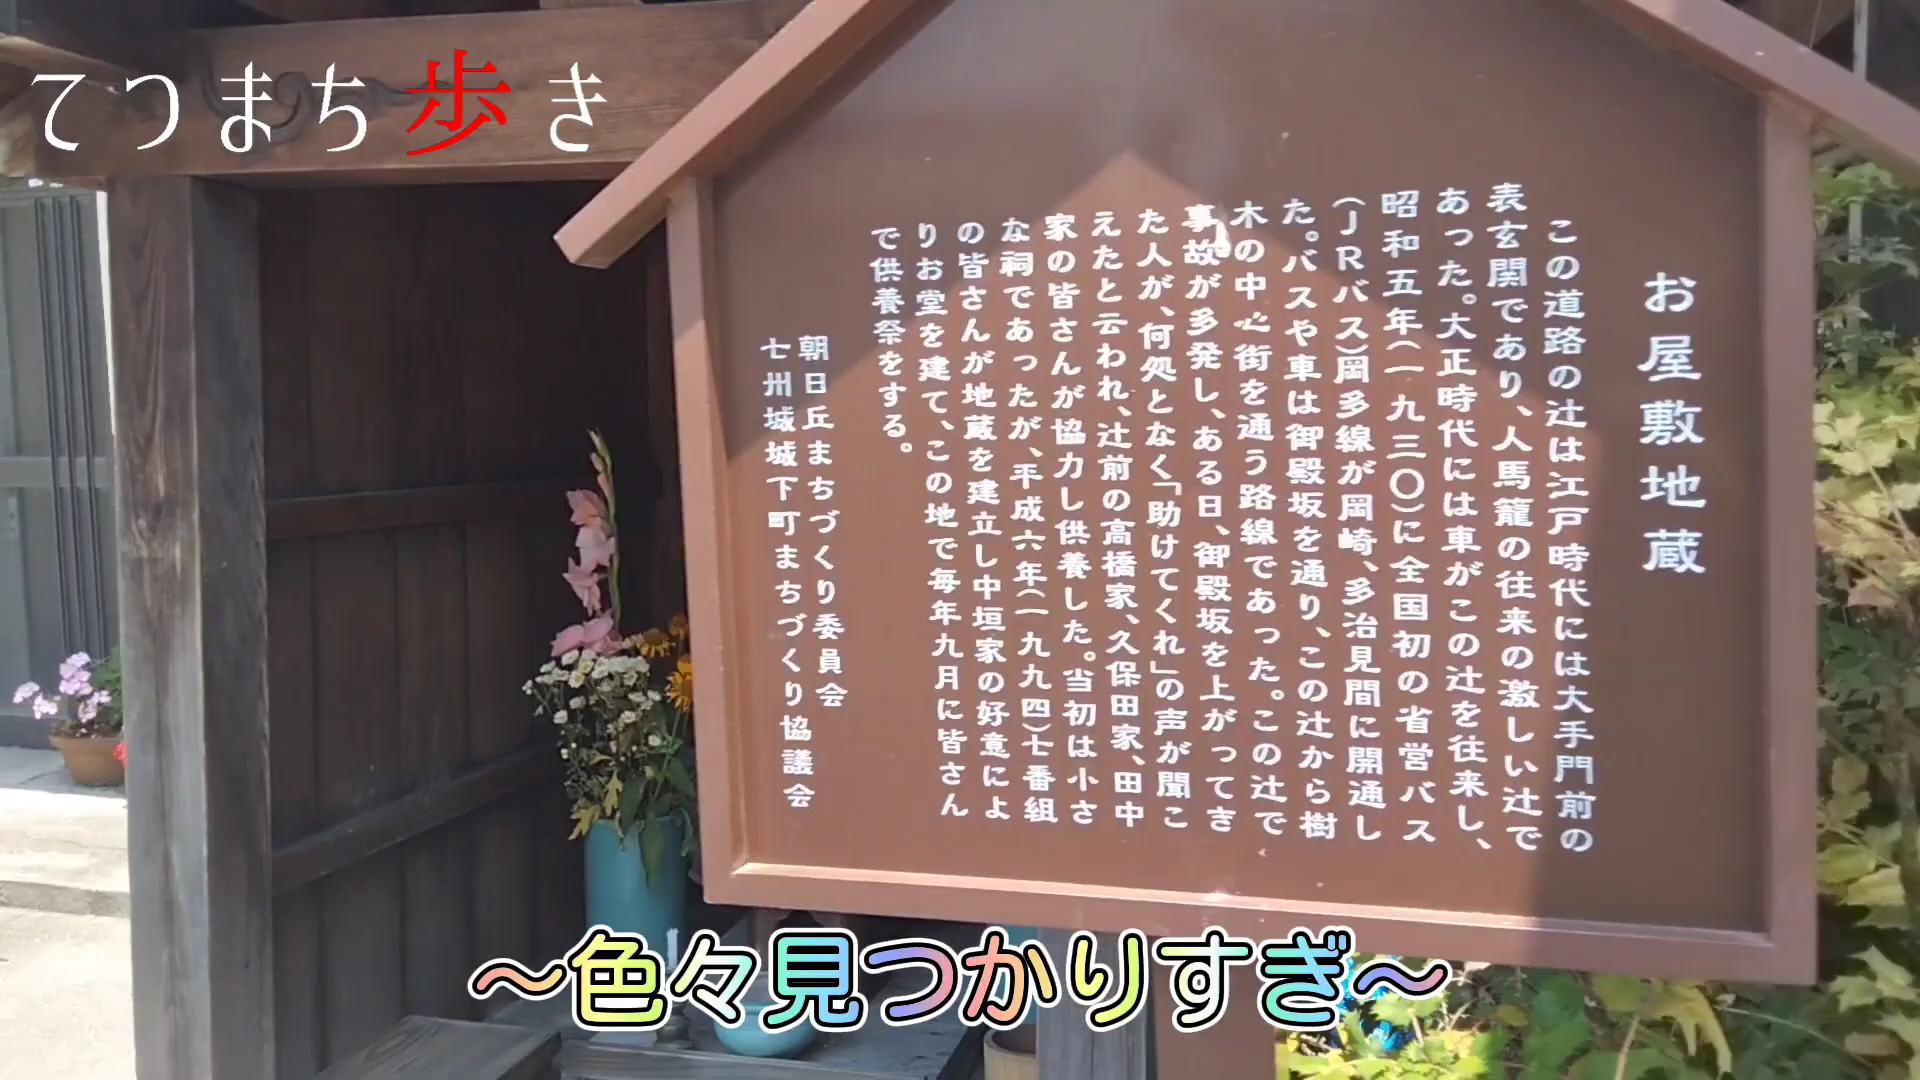 てつまち歩き
お屋敷地蔵
この道路の辻は江戸時代には大手門前の
表玄関であり、人馬籠の往来の激しい辻で
あった。大正時代には車がこの辻を往来し、
昭和五年(一九三〇)に全国初の省営バス
(JRバス)岡多線が岡崎、多治見間に開通し
た。バスや車は御殿坂を通り、この辻から樹
木の中心街を通う路線であった。この辻で
事故が多発し、ある日、御殿坂を上がってき
た人が、何処となく「助けてくれ」の声が聞こ
えたと云われ、辻前の高橋家、久保田家、田中
家の皆さんが協力し供養した。当初は小さ
な祠であったが、平成六年(一九九四)七番組
の皆さんが地蔵を建立し中垣家の好意によ
りお堂を建て、この地で毎年九月に皆さん
で供養祭をする。
朝日丘まちづくり委員会
七州城城下町まちづくり協議会
〜色々見つかりすぎ〜